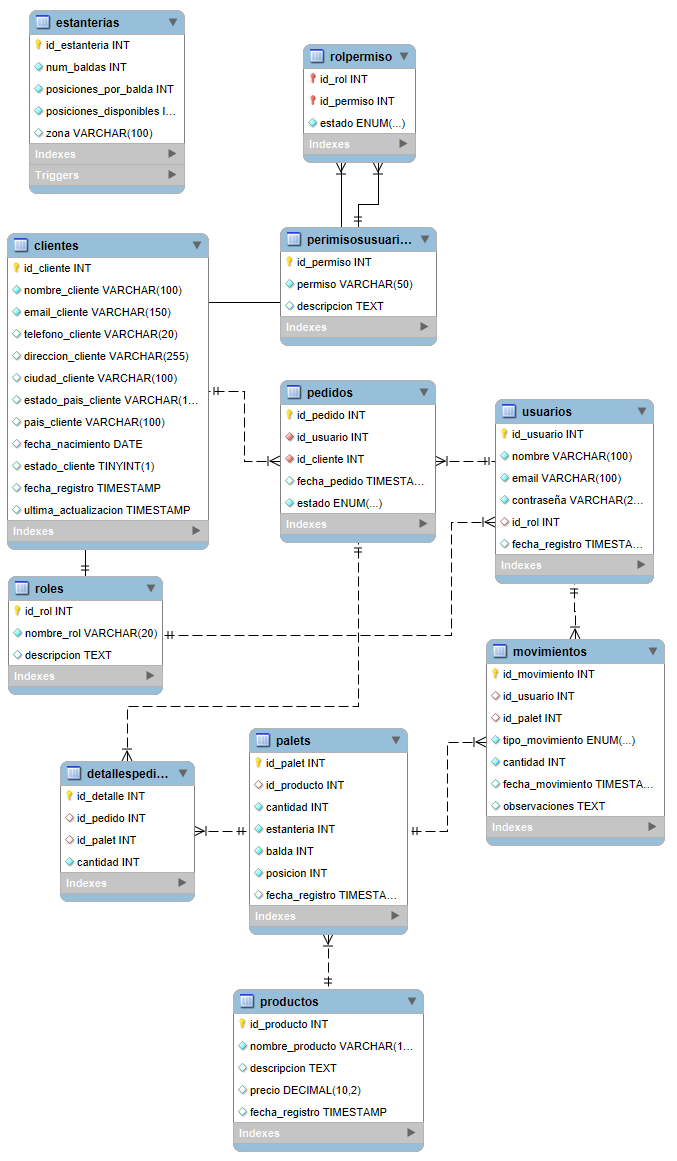 estanterias
id_estanteria INT
num_baldas INT
posiciones_por_balda INT
posiciones_disponibles I...
zona VARCHAR(100)
Indexes
Triggers
rolpermiso
id_rol INT
id_permiso INT
estado ENUM(...)
Indexes
clientes
id_cliente INT
nombre_cliente VARCHAR(100)
email_cliente VARCHAR(150)
telefono_cliente VARCHAR(20)
direccion_cliente VARCHAR(255)
ciudad_cliente VARCHAR(100)
estado_pais_cliente VARCHAR(1...
pais_cliente VARCHAR(100)
fecha_nacimiento DATE
estado_cliente TINYINT(1)
fecha_registro TIMESTAMP
ultima_actualizacion TIMESTAMP
Indexes
perimisosusuari...
id_permiso INT
permiso VARCHAR(50)
descripcion TEXT
Indexes
pedidos
id_pedido INT
id_usuario INT
id_cliente INT
fecha_pedido TIMESTA...
estado ENUM(...)
Indexes
usuarios
id_usuario INT
nombre VARCHAR(100)
email VARCHAR(100)
contraseña VARCHAR(2...
id_rol INT
fecha_registro TIMESTA...
Indexes
roles
id_rol INT
nombre_rol VARCHAR(20)
descripcion TEXT
Indexes
movimientos
id_movimiento INT
id_usuario INT
id_palet INT
tipo_movimiento ENUM(...)
cantidad INT
fecha_movimiento TIMESTA...
observaciones TEXT
Indexes
detallespedi...
id_detalle INT
id_pedido INT
id_palet INT
cantidad INT
Indexes
palets
id_palet INT
id_producto INT
cantidad INT
estanteria INT
balda INT
posicion INT
fecha_registro TIMESTA...
Indexes
productos
id_producto INT
nombre_producto VARCHAR(1...
descripcion TEXT
precio DECIMAL(10,2)
fecha_registro TIMESTAMP
Indexes